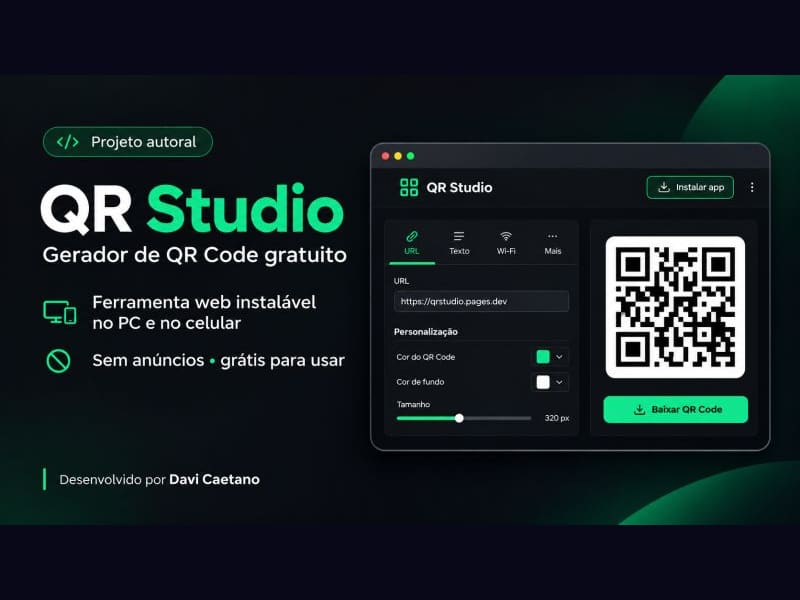 </> Projeto autoral
QR Studio
Gerador de QR Code gratuito
Ferramenta web instalável
no PC e no celular
Sem anúncios • grátis para usar
Desenvolvido por Davi Caetano
QR Studio
Instalar app
URL
Texto
Wi-Fi
Mais
URL
https://qrstudio.pages.dev
Personalização
Cor do QR Code
Cor de fundo
Tamanho
320 px
Baixar QR Code